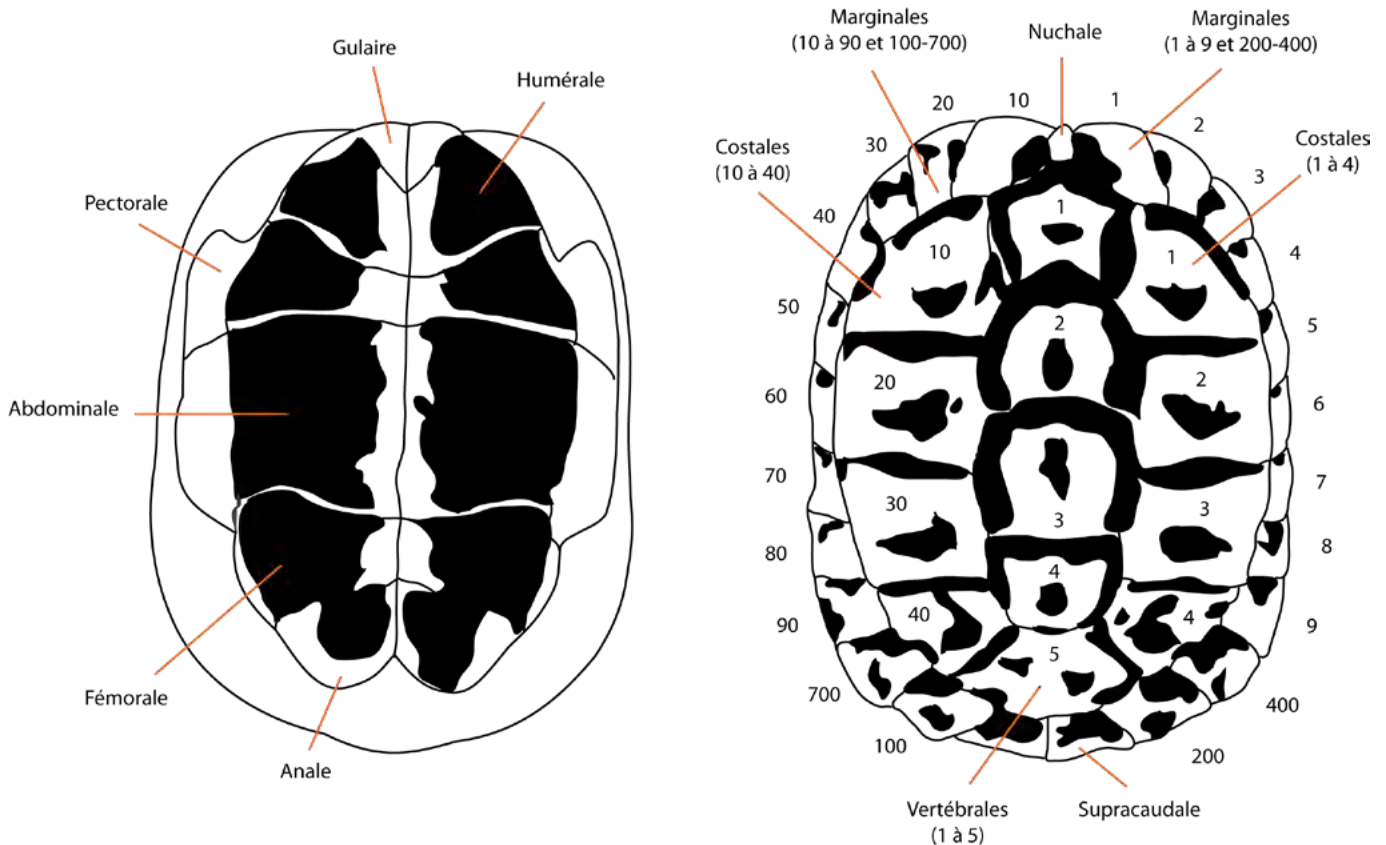 Gulaire
Humérale
Pectorale
Abdominale
Fémorale
Anale
Marginales
(10 à 90 et 100-700)
Nuchale
Marginales
(1 à 9 et 200-400)
Costales
(10 à 40)
Costales
(1 à 4)
20
10
1
2
30
3
40
4
50
5
60
6
70
7
80
8
90
9
700
400
100
200
1
10
1
2
20
2
30
3
3
4
40
4
5
Vertébrales
(1 à 5)
Supracaudale